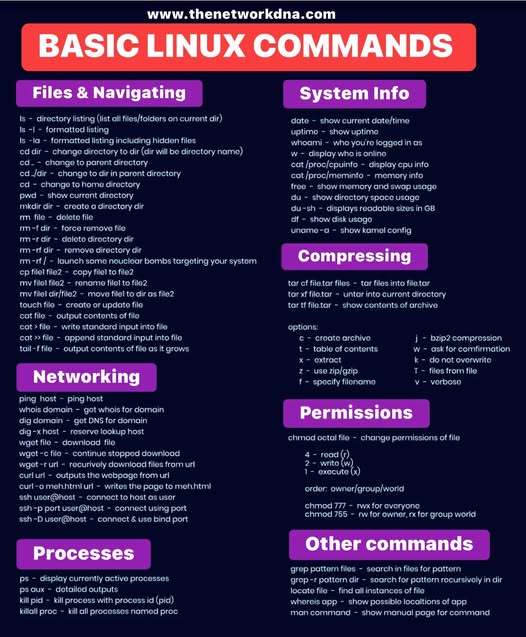 www.thenetworkdna.com
BASIC LINUX COMMANDS
Files & Navigating
ls - directory listing (list all files/folders on current dir)
ls -l - formatted listing
ls -la - formatted listing including hidden files
cd dir - change directory to dir (dir will be directory name)
cd .. - change to parent directory
cd ../dir - change to dir in parent directory
cd - change to home directory
pwd - show current directory
mkdir dir - create a directory dir
rm file - delete file
rm -f dir - force remove file
rm -r dir - delete directory dir
rm -rf dir - remove directory dir
rm -rf / - launch some neuclear bombs targeting your system
cp file1 file2 - copy file1 to file2
mv file1 file2 - rename file1 to file2
mv file1 dir/file2 - move file1 to dir as file2
touch file - create or update file
cat file - output contents of file
cat > file - write standard input into file
cat >> file - append standard input into file
tail -f file - output contents of file as it grows
Networking
ping host - ping host
whois domain - got whois for domain
dig domain - get DNS for domain
dig -x host - reserve lookup host
wget file - download file
wget -c file - continue stopped download
wget -r url - recurively download files from url
curl url - outputs the webpage from url
curl -o meh.html url - writes the page to meh.html
ssh user@host - connect to host as user
ssh -p port user@host - connect using port
ssh -D user@host - connect & use bind port
Processes
ps - display currently active processes
ps aux - detailed outputs
kill pid - kill process with process id (pid)
killall proc - kill all processes named proc
System Info
date - show current date/time
uptime - show uptime
whoami - who you're logged in as
w - display who is online
cat /proc/cpuinfo - display cpu info
cat /proc/meminfo - memory info
free - show memory and swap usage
du - show directory space usage
du -sh - displays readable sizes in GB
df - show disk usage
uname -a - show kernel config
Compressing
tar cf file.tar files - tar files into file.tar
tar xf file.tar - untar into current directory
tar tf file.tar - show contents of archive
options:
c - create archive
t - table of contents
x - extract
z - use zip/gzip
f - specify filename
j - bzip2 compression
w - ask for comfirmation
k - do not overwrite
T - files from file
v - verbose
Permissions
chmod octal file - change permissions of file
4 - read (r)
2 - write (w)
1 - execute (x)
order: owner/group/world
chmod 777 - rwx for everyone
chmod 755 - rw for owner, rx for group world
Other commands
grep pattern files - search in files for pattern
grep -r pattern dir - search for pattern recursively in dir
locate file - find all instances of file
whereis app - show possible localtions of app
man command - show manual page for command